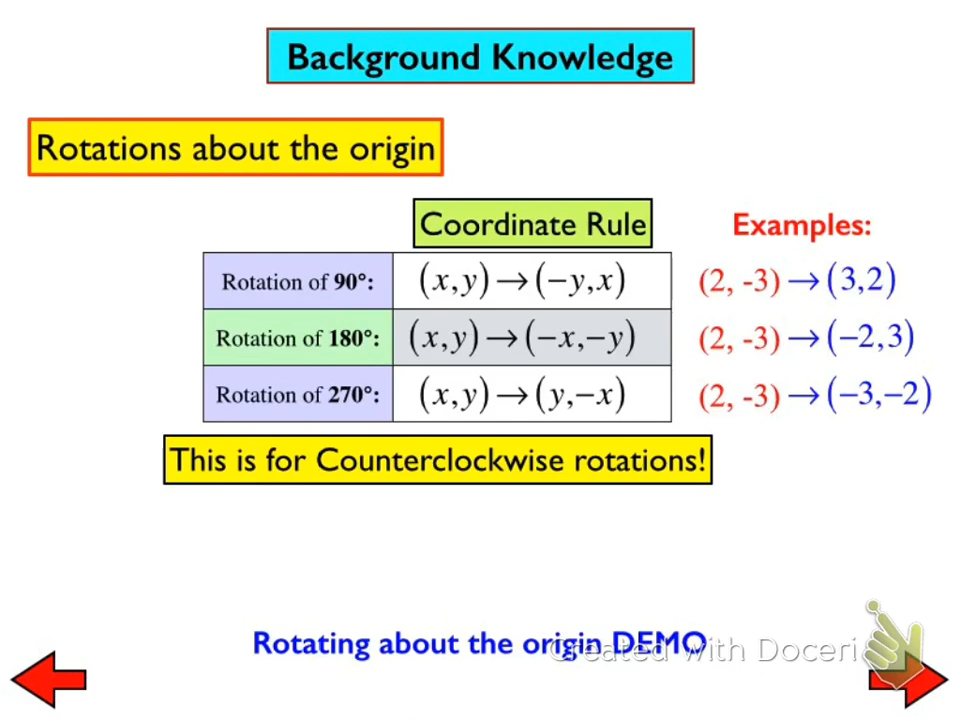 Background Knowledge
Rotations about the origin
Coordinate Rule Examples:
Rotation of 90°: (x,y)→(−y,x) (2, -3)→(3,2)
Rotation of 180°: (x,y)→(−x,−y) (2, -3)→(−2,3)
Rotation of 270°: (x,y)→(y,−x) (2, -3)→(−3,−2)
This is for Counterclockwise rotations!
Rotating about the origin DEMO
Created with Doceri